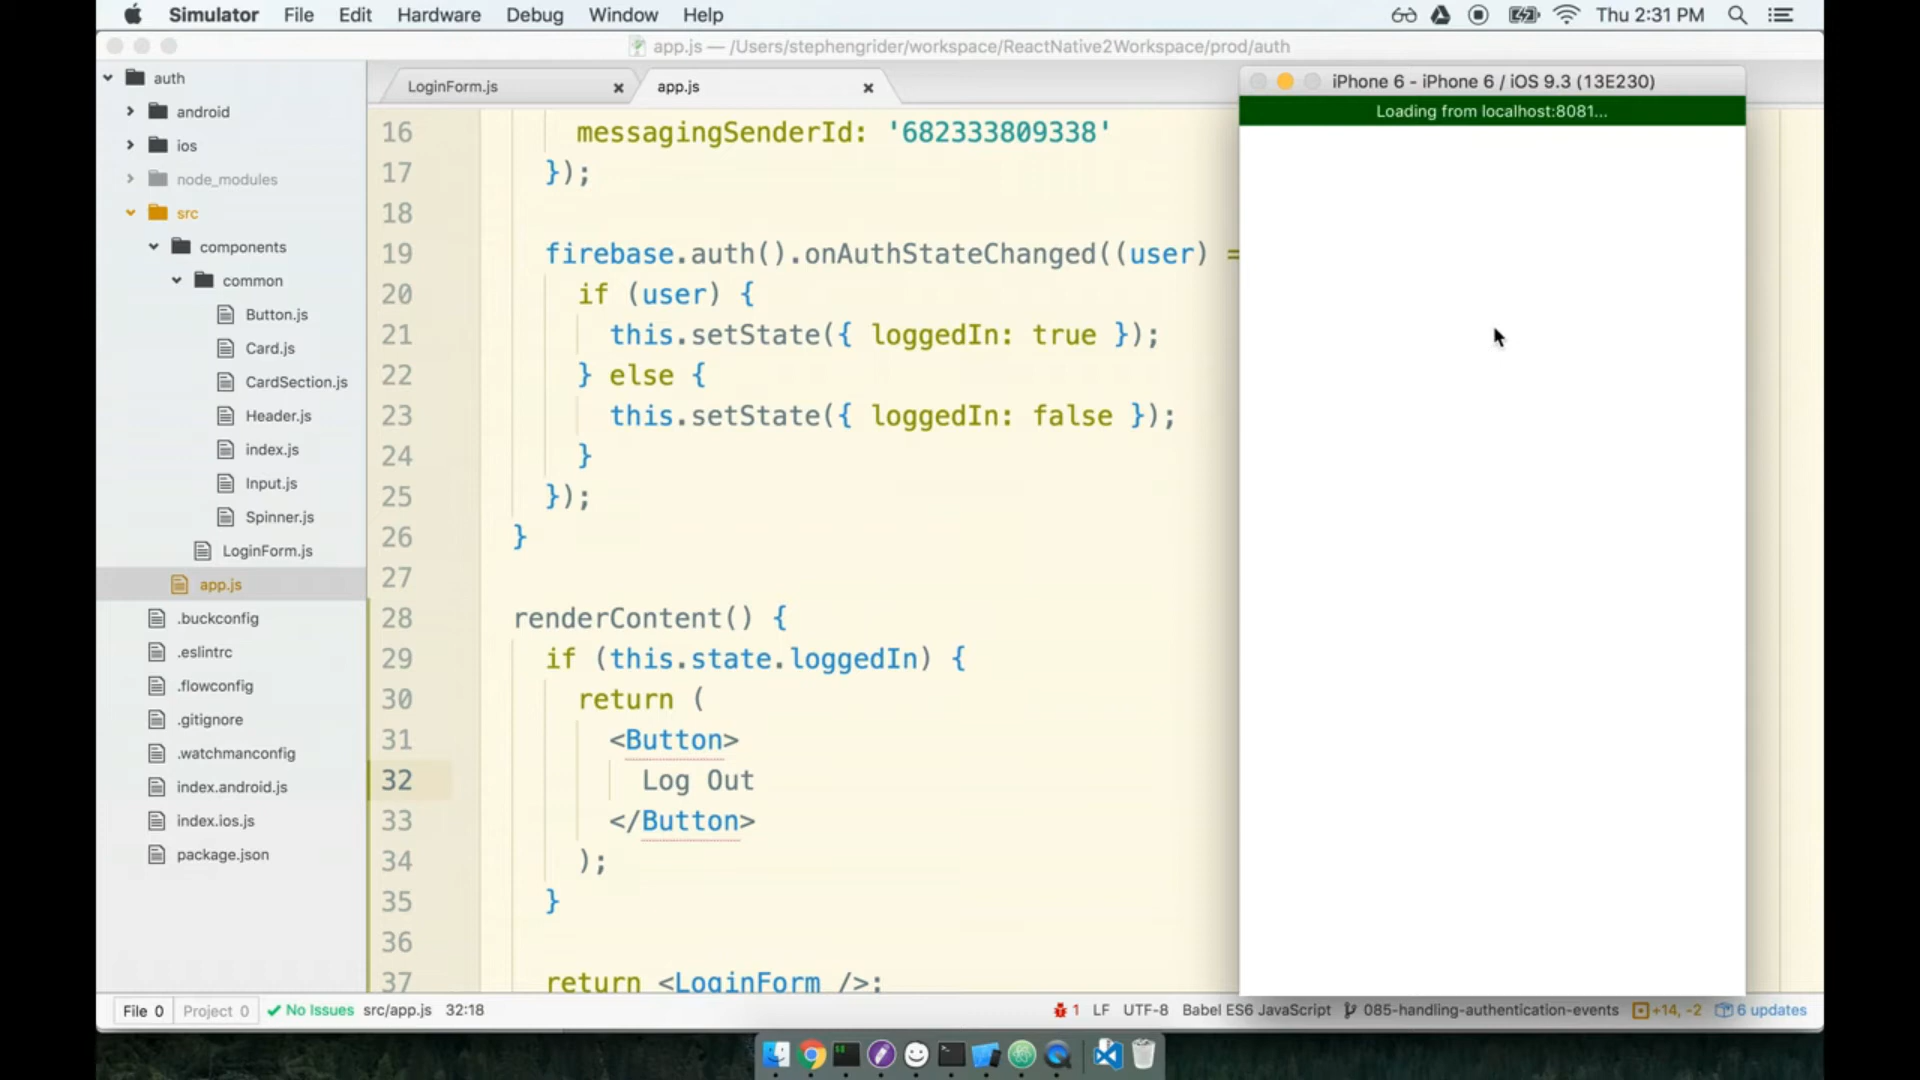 Simulator File Edit Hardware Debug Window Help Thu 2:31 PM
app.js — /Users/stephengrider/workspace/ReactNative2Workspace/prod/auth
auth
android
ios
node_modules
src
components
common
Button.js
Card.js
CardSection.js
Header.js
index.js
Input.js
Spinner.js
LoginForm.js
app.js
.buckconfig
.eslintrc
.flowconfig
.gitignore
.watchmanconfig
index.android.js
index.ios.js
package.json
LoginForm.js app.js
16 messagingSenderId: '682333809338'
17 });
18
19 firebase.auth().onAuthStateChanged((user) =
20 if (user) {
21 this.setState({ loggedIn: true });
22 } else {
23 this.setState({ loggedIn: false });
24 }
25 });
26 }
27
28 renderContent() {
29 if (this.state.loggedIn) {
30 return (
31 <Button>
32 Log Out
33 </Button>
34 );
35 }
36
37 return <LoginForm />;
iPhone 6 - iPhone 6 / iOS 9.3 (13E230)
Loading from localhost:8081...
File 0 Project 0 No Issues src/app.js 32:18 1 LF UTF-8 Babel ES6 JavaScript 085-handling-authentication-events +14, -2 6 updates